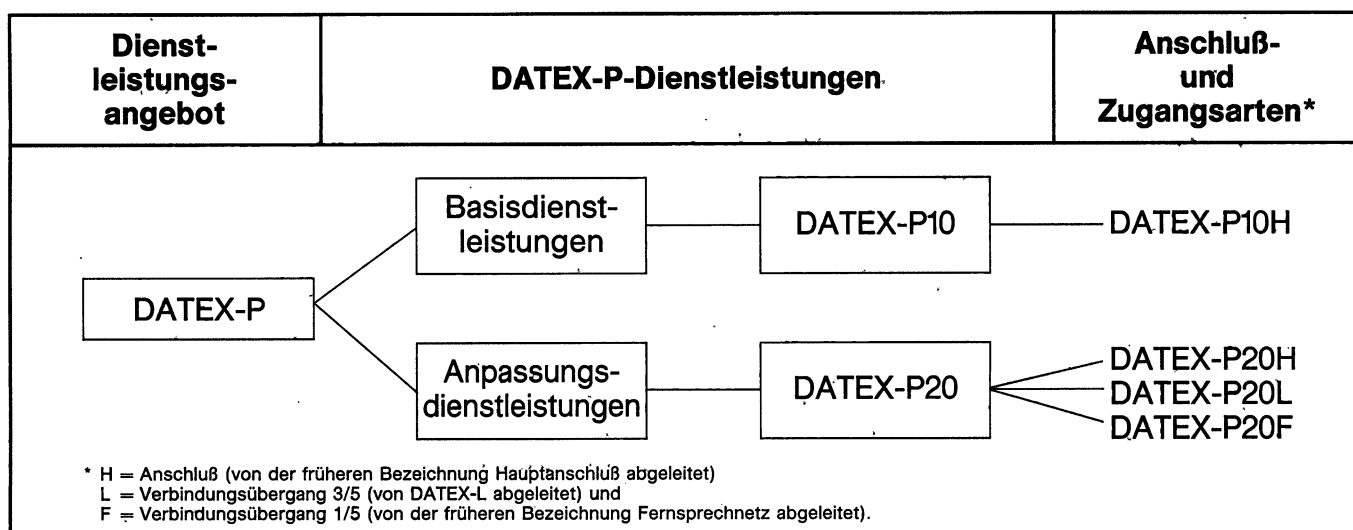 Dienst-
leistungs-
angebot
DATEX-P-Dienstleistungen
Anschluß-
und
Zugangsarten*
Basisdienst-
leistungen
DATEX-P10
DATEX-P10H
DATEX-P
Anpassungs-
dienstleistungen
DATEX-P20
DATEX-P20H
DATEX-P20L
DATEX-P20F
* H = Anschluß (von der früheren Bezeichnung Hauptanschluß abgeleitet)
L = Verbindungsübergang 3/5 (von DATEX-L abgeleitet) und
F = Verbindungsübergang 1/5 (von der früheren Bezeichnung Fernsprechnetz abgeleitet).